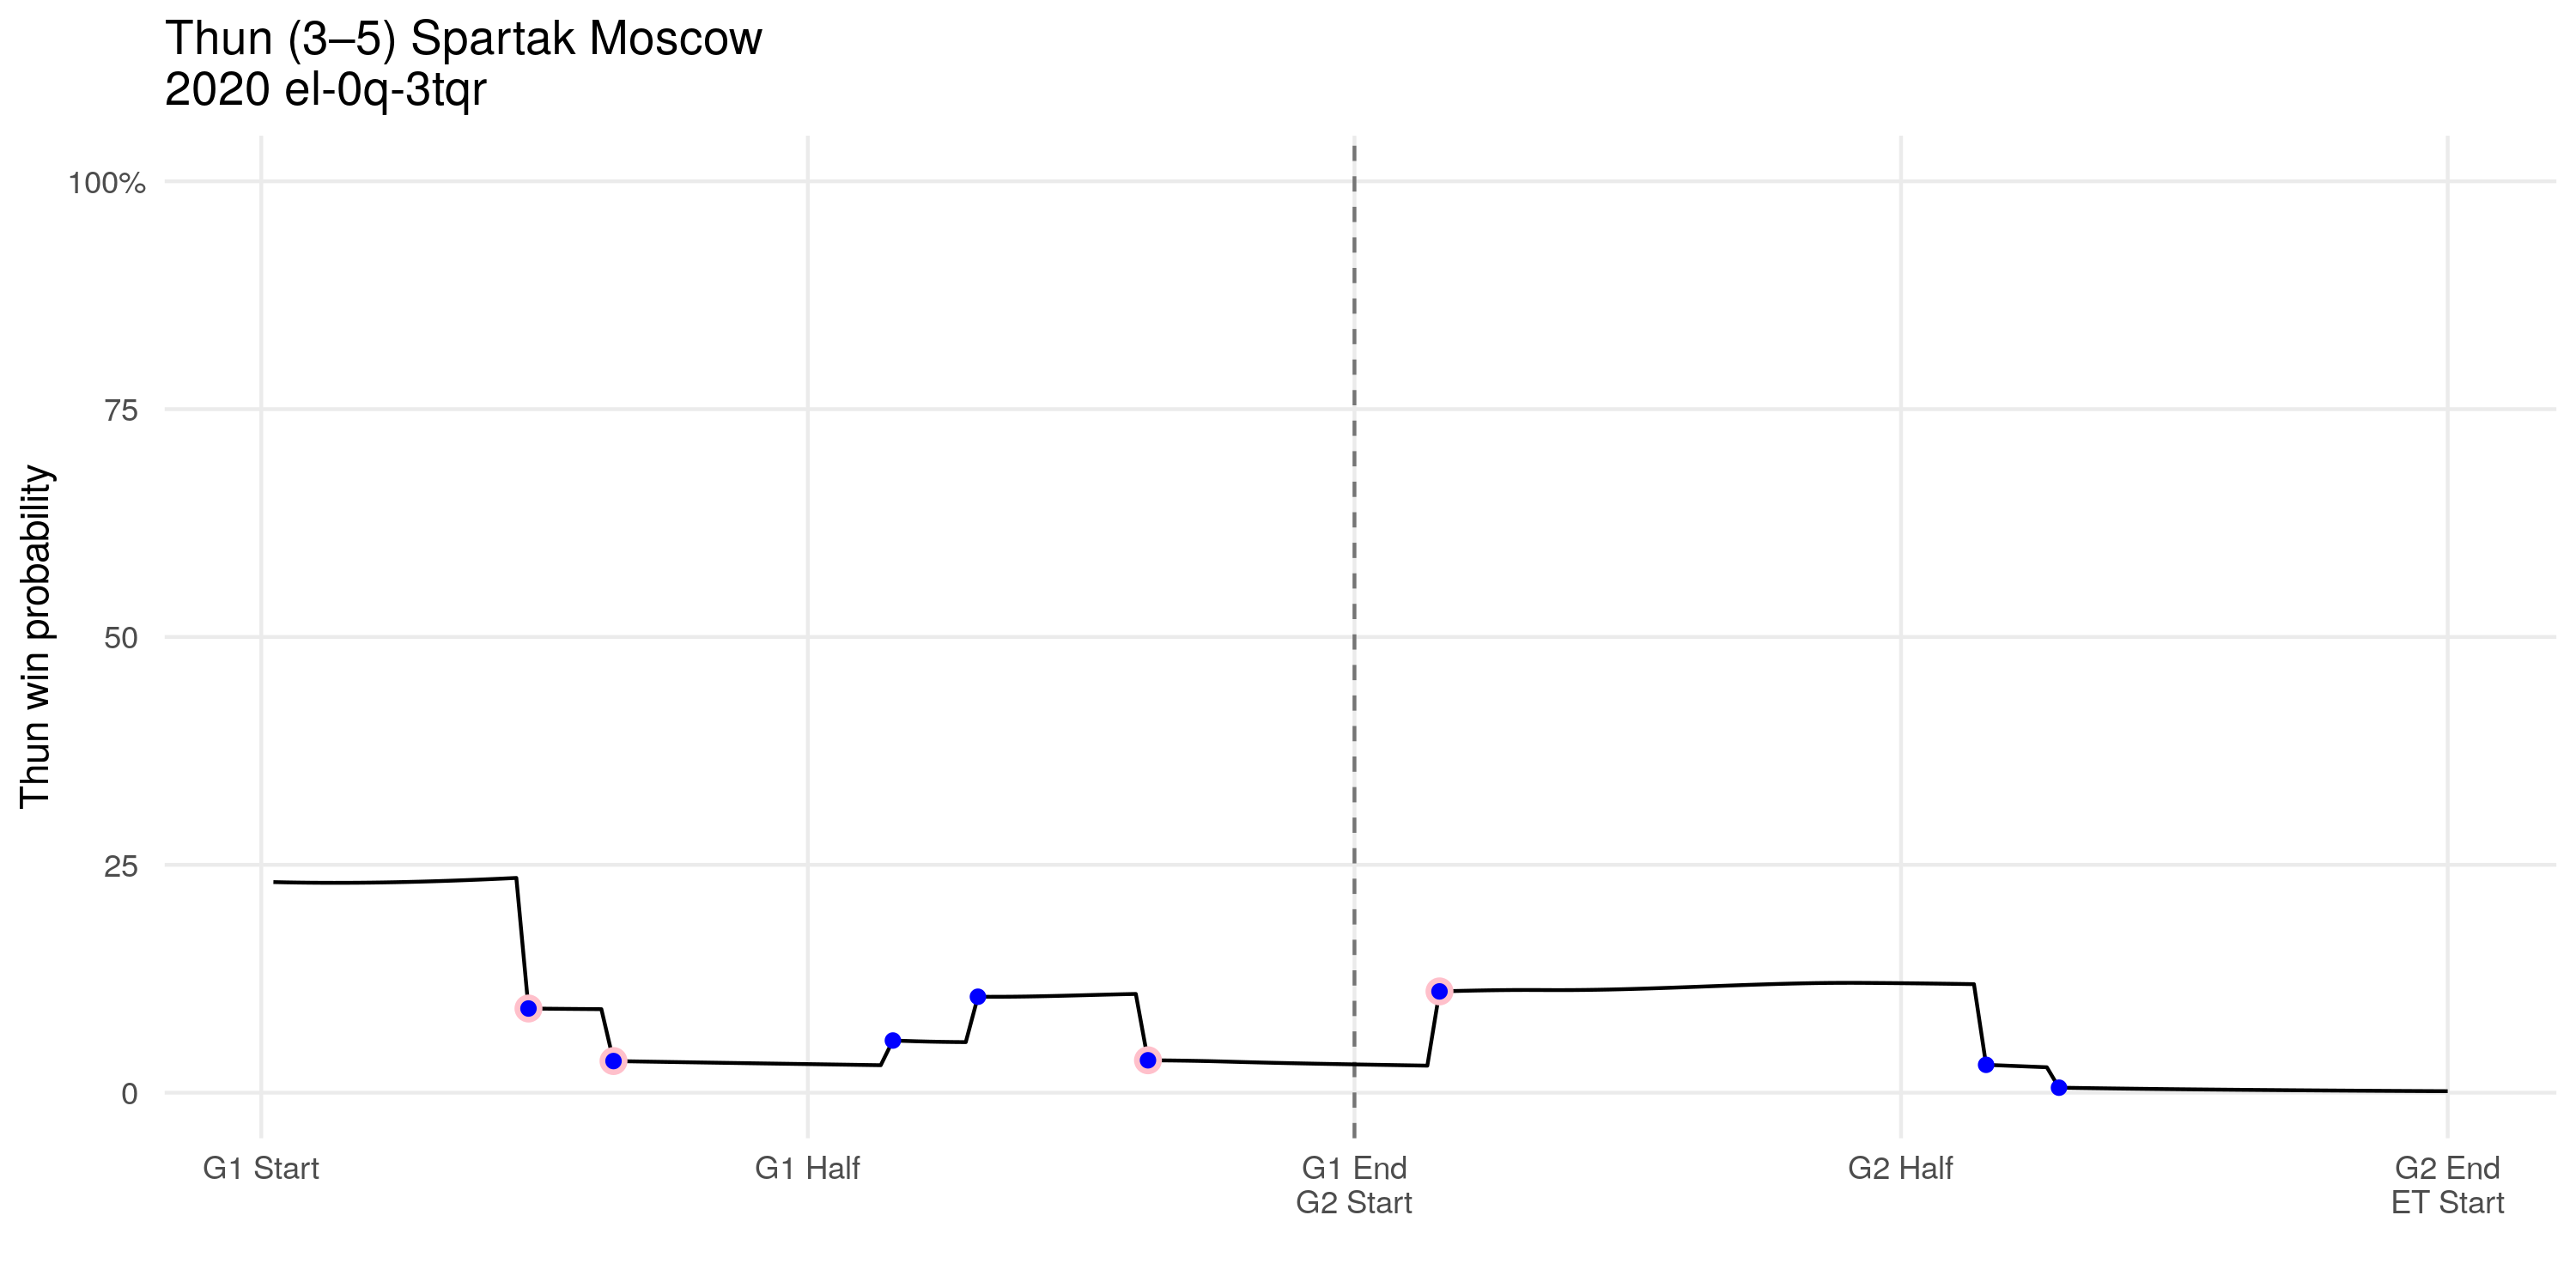 Thun (3–5) Spartak Moscow
2020 el-0q-3tqr
Thun win probability
100%
75
50
25
0
G1 Start
G1 Half
G1 End
G2 Start
G2 Half
G2 End
ET Start